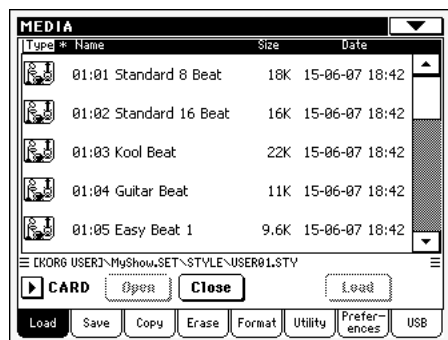 MEDIA
Type * Name Size Date
01:01 Standard 8 Beat 18K 15-06-07 18:42
01:02 Standard 16 Beat 16K 15-06-07 18:42
01:03 Kool Beat 22K 15-06-07 18:42
01:04 Guitar Beat 11K 15-06-07 18:42
01:05 Easy Beat 1 9.6K 15-06-07 18:42
[KORG USER]\MyShow.SET\STYLE\USER01.STY
CARD Open Close Load
Load Save Copy Erase Format Utility Prefer-ences USB